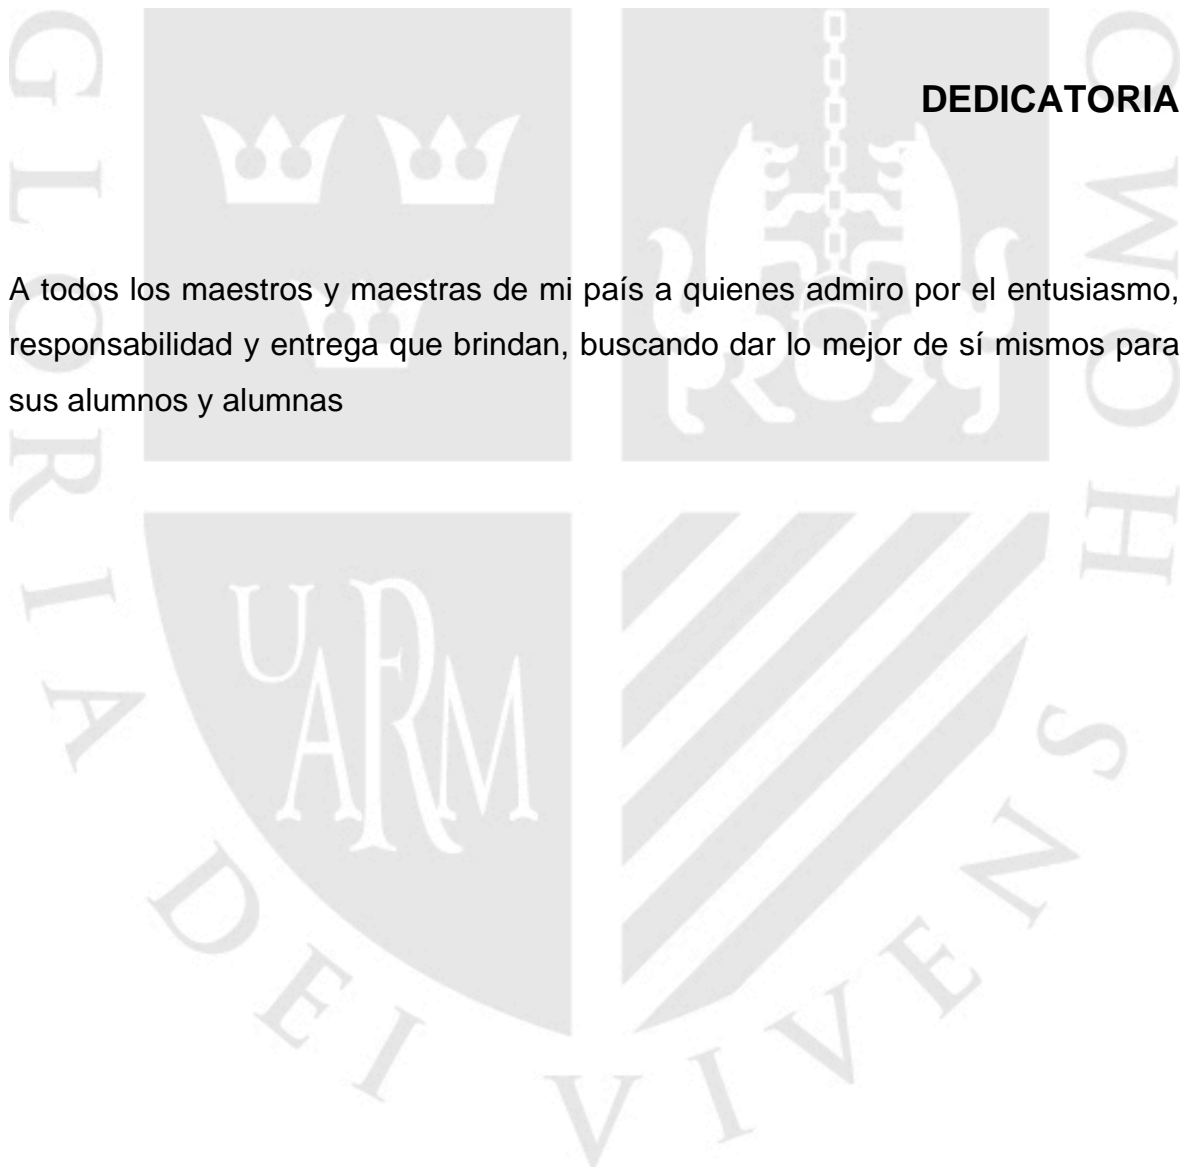 DEDICATORIA
A todos los maestros y maestras de mi país a quienes admiro por el entusiasmo,
responsabilidad y entrega que brindan, buscando dar lo mejor de sí mismos para
sus alumnos y alumnas
GLORIA DEI VIVENS HOMO
UARM